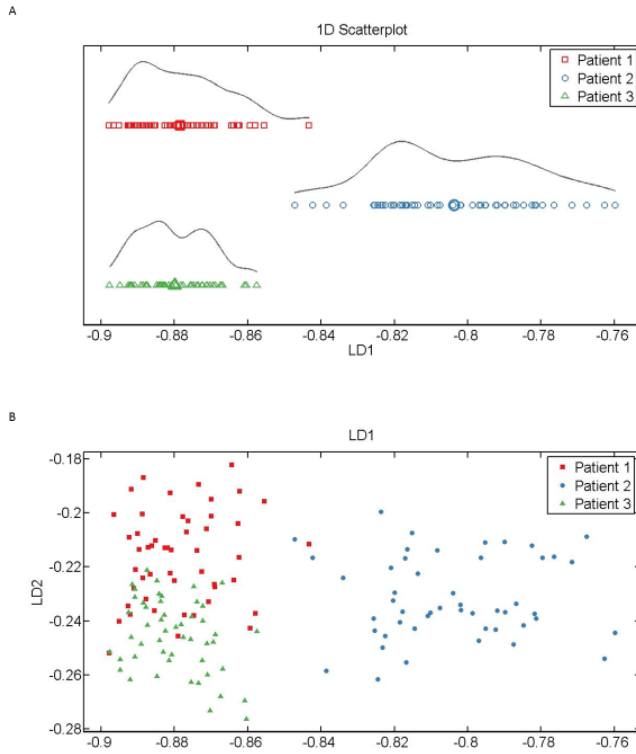 A
1D Scatterplot
Patient 1
Patient 2
Patient 3
-0.9 -0.88 -0.86 -0.84 -0.82 -0.8 -0.78 -0.76
LD1
B
LD1
-0.18
-0.2
-0.22
-0.24
-0.26
-0.28
LD2
Patient 1
Patient 2
Patient 3
-0.9 -0.88 -0.86 -0.84 -0.82 -0.8 -0.78 -0.76